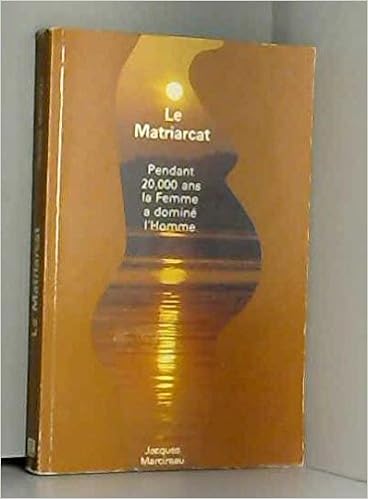 Le
Matriarcat
Pendant
20,000 ans
la Femme
a dominé
l'Homme
Jacques
Marcireau
Le Matriarcat